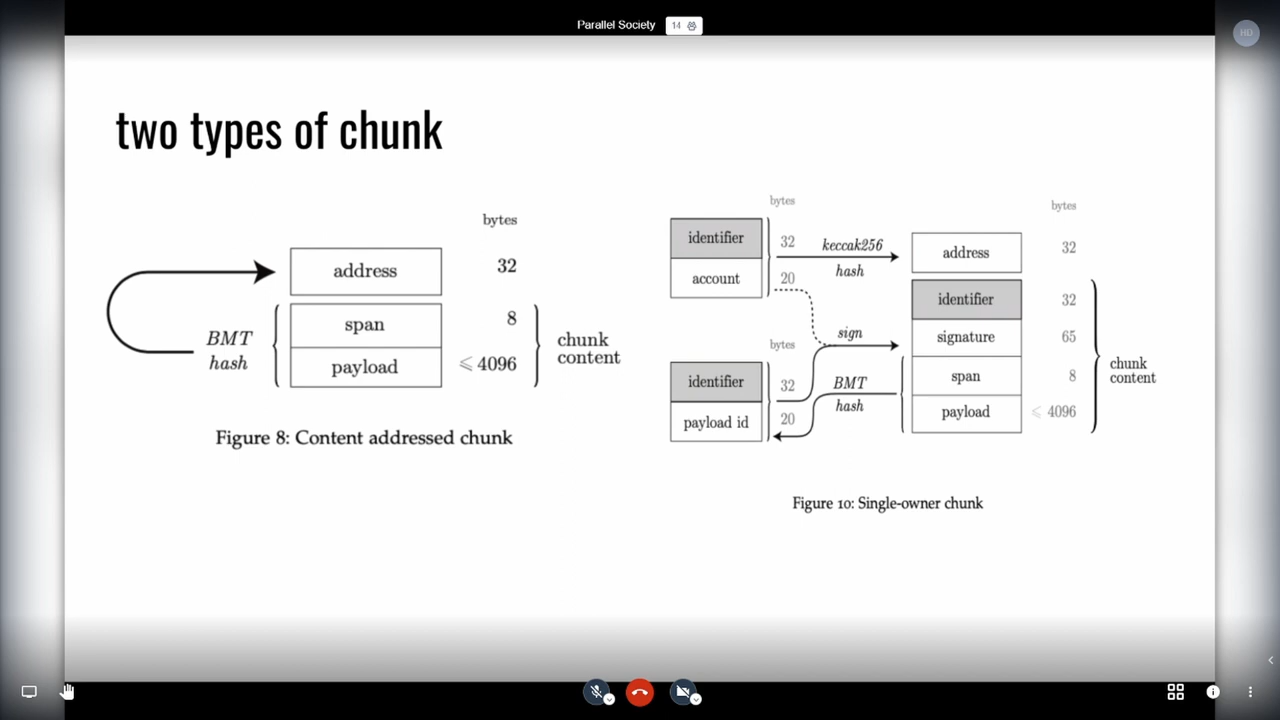 Parallel Society 14
HD
two types of chunk
bytes
address 32
span 8
payload ⩽ 4096
BMT
hash
chunk
content
Figure 8: Content addressed chunk
bytes
identifier 32
account 20
keccak256
hash
sign
bytes
identifier 32
payload id 20
BMT
hash
bytes
address 32
identifier 32
signature 65
span 8
payload ⩽ 4096
chunk
content
Figure 10: Single-owner chunk